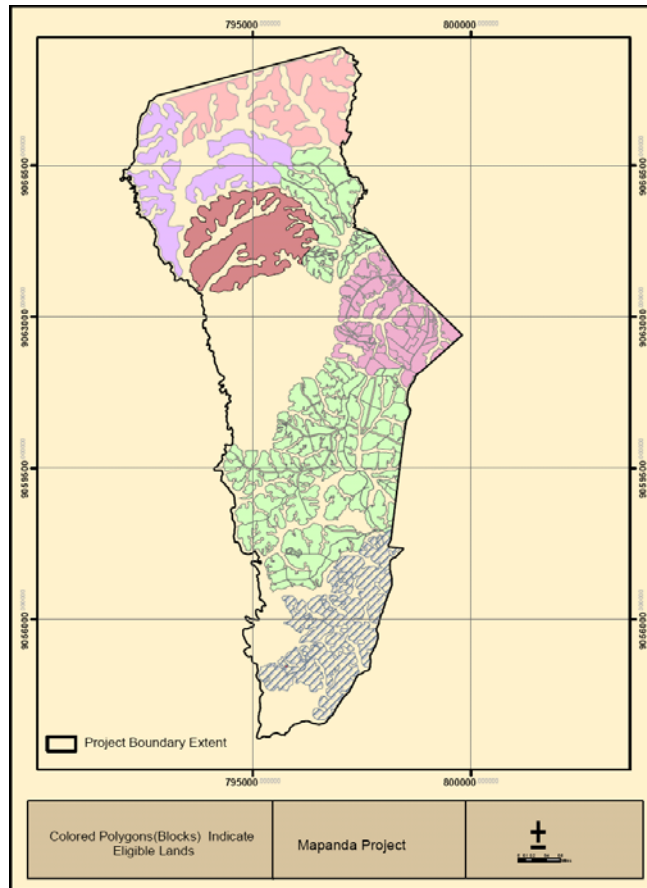 795000 800000
9066500 9066500
9063000 9063000
9059500 9059500
9056000 9056000
Project Boundary Extent
795000 800000
Colored Polygons(Blocks) Indicate
Eligible Lands
Mapanda Project